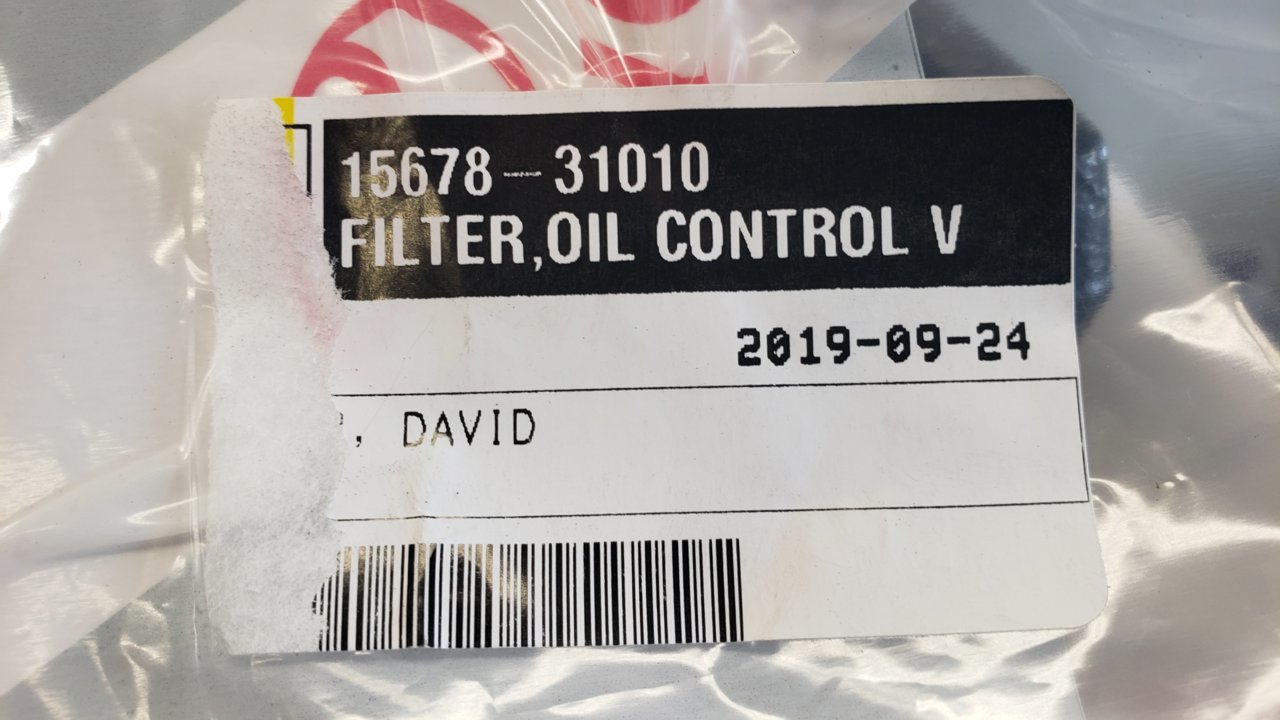 15678-31010
FILTER,OIL CONTROL V
2019-09-24
, DAVID